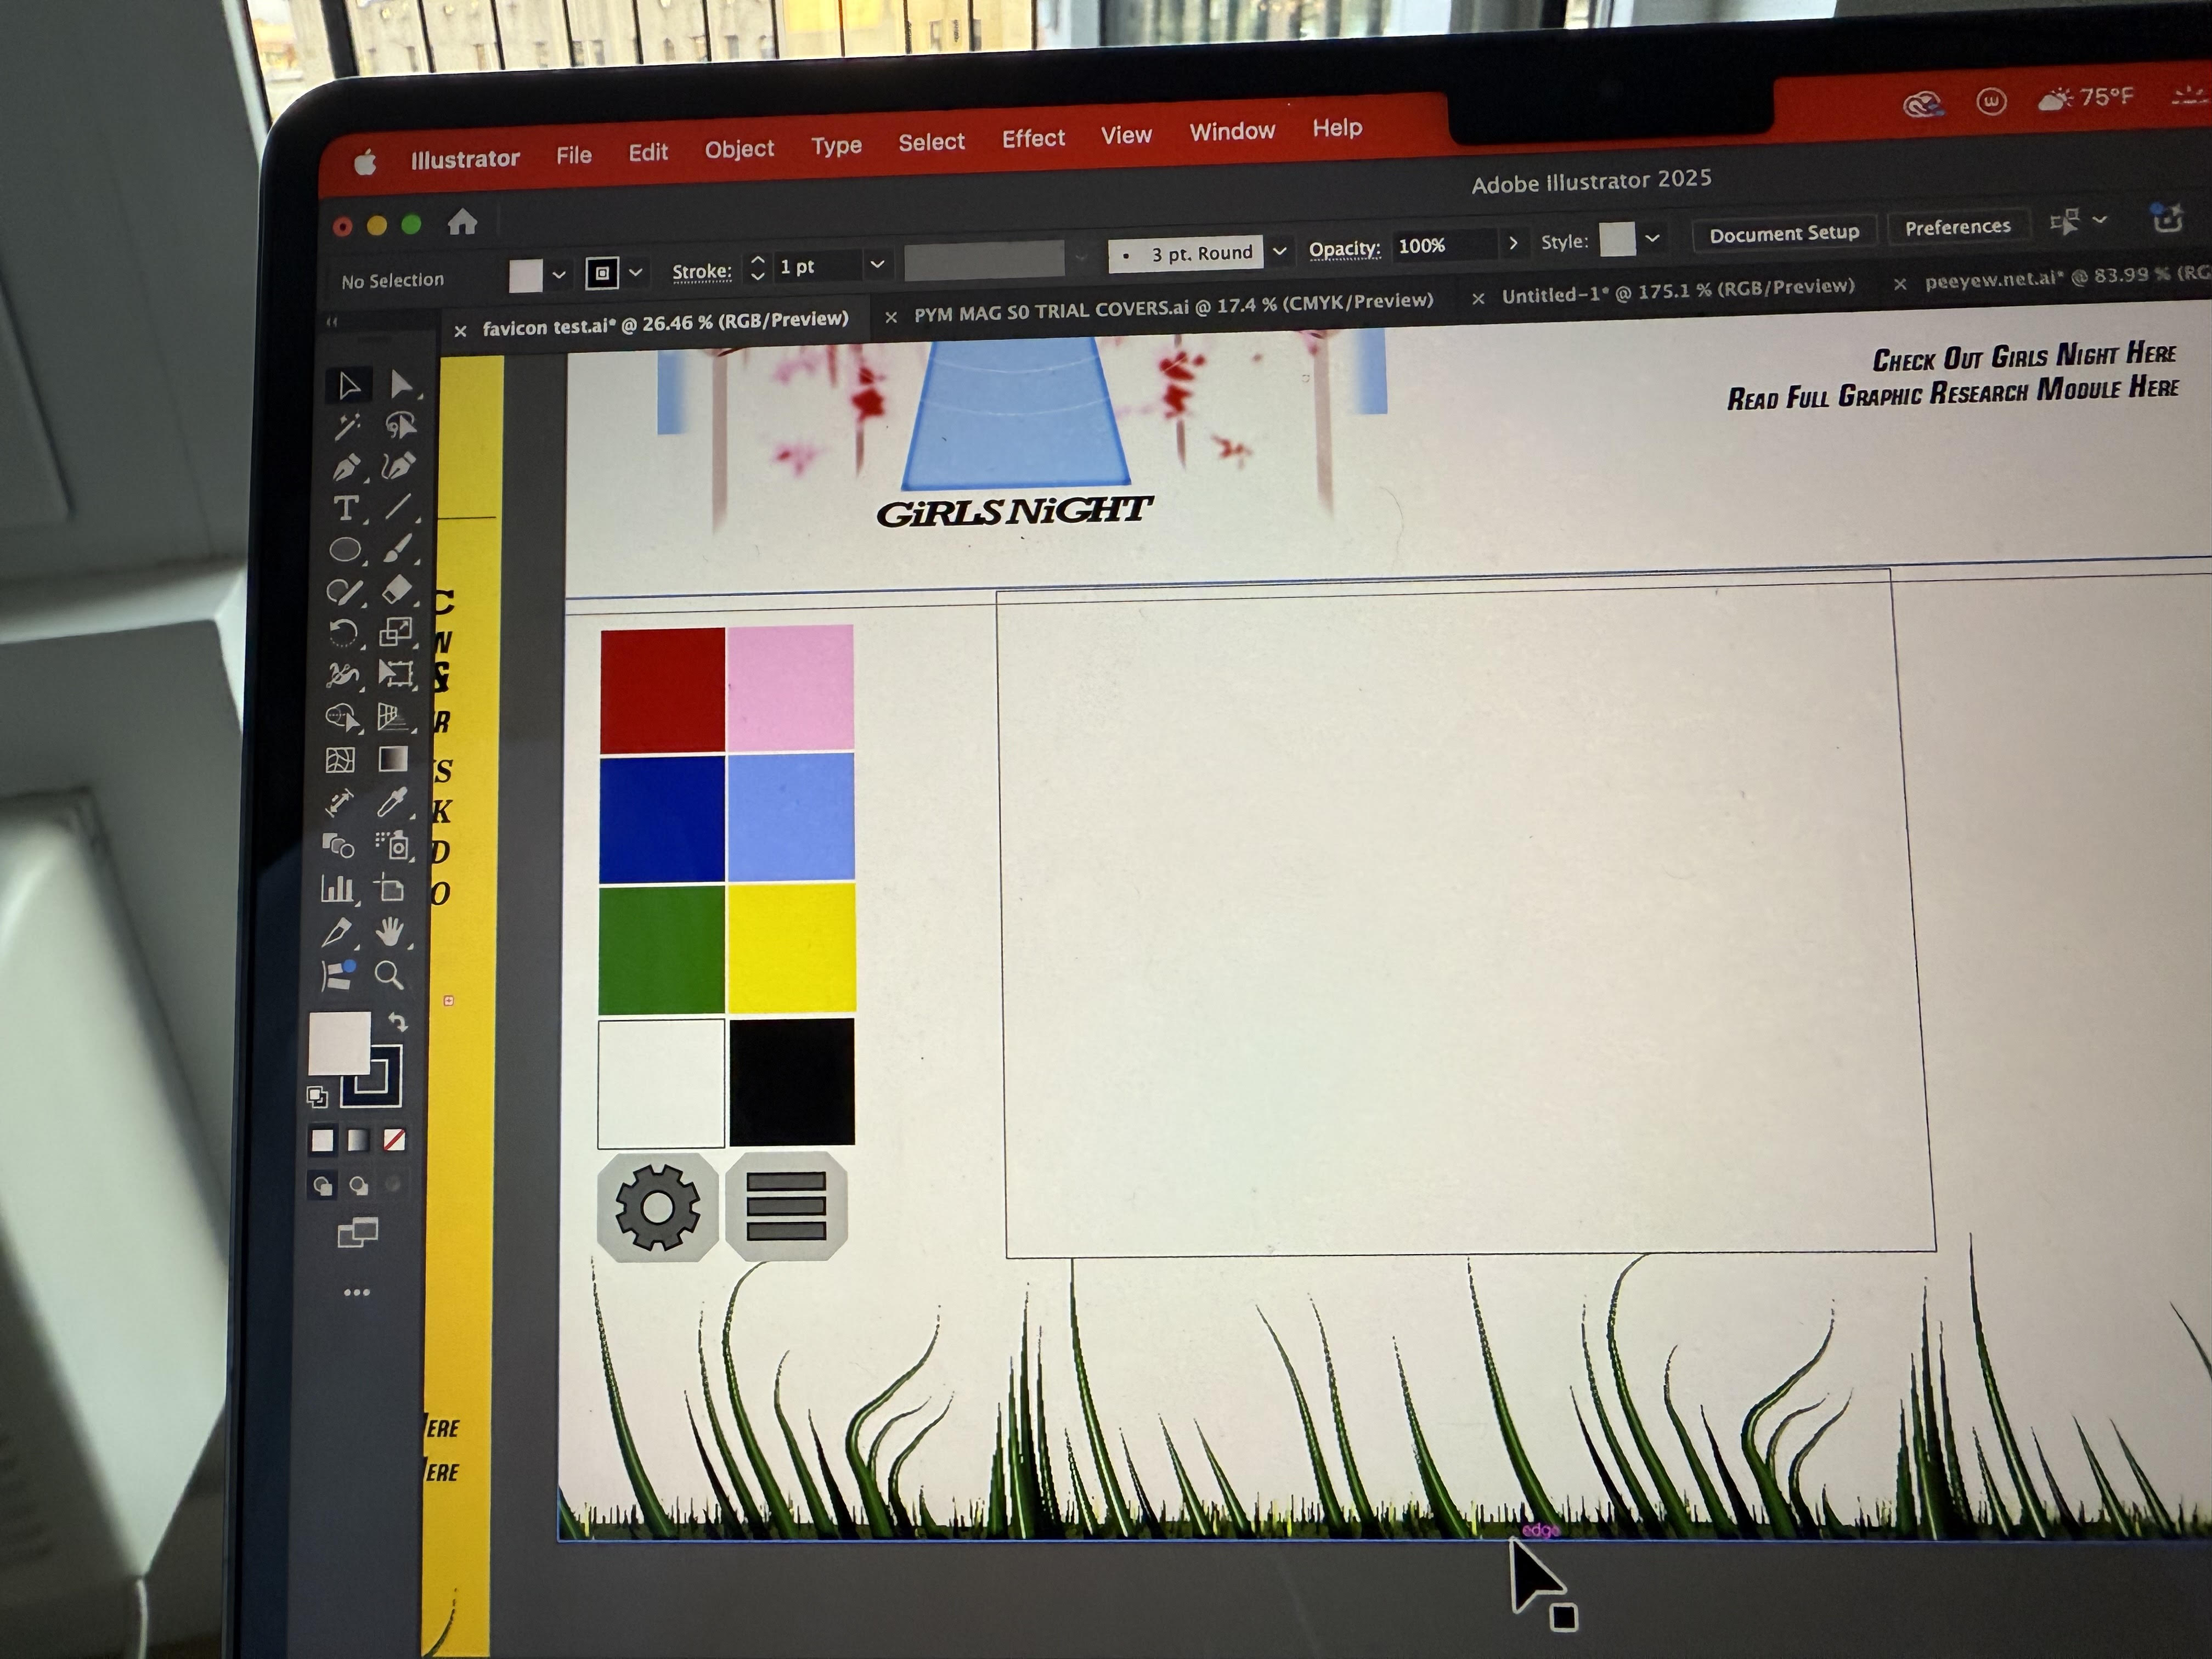 Illustrator File Edit Object Type Select Effect View Window Help 75°F
Adobe Illustrator 2025
No Selection Stroke: 1 pt 3 pt. Round Opacity: 100% Style: Document Setup Preferences
favicon test.ai* @ 26.46 % (RGB/Preview) PYM MAG S0 TRIAL COVERS.ai @ 17.4 % (CMYK/Preview) Untitled-1* @ 175.1 % (RGB/Preview) peeyew.net.ai* @ 83.99 % (RG
CHECK OUT GIRLS NIGHT HERE
READ FULL GRAPHIC RESEARCH MODULE HERE
GiRLS NiGHT
C
N
&
R
S
K
D
O
ERE
ERE
edge